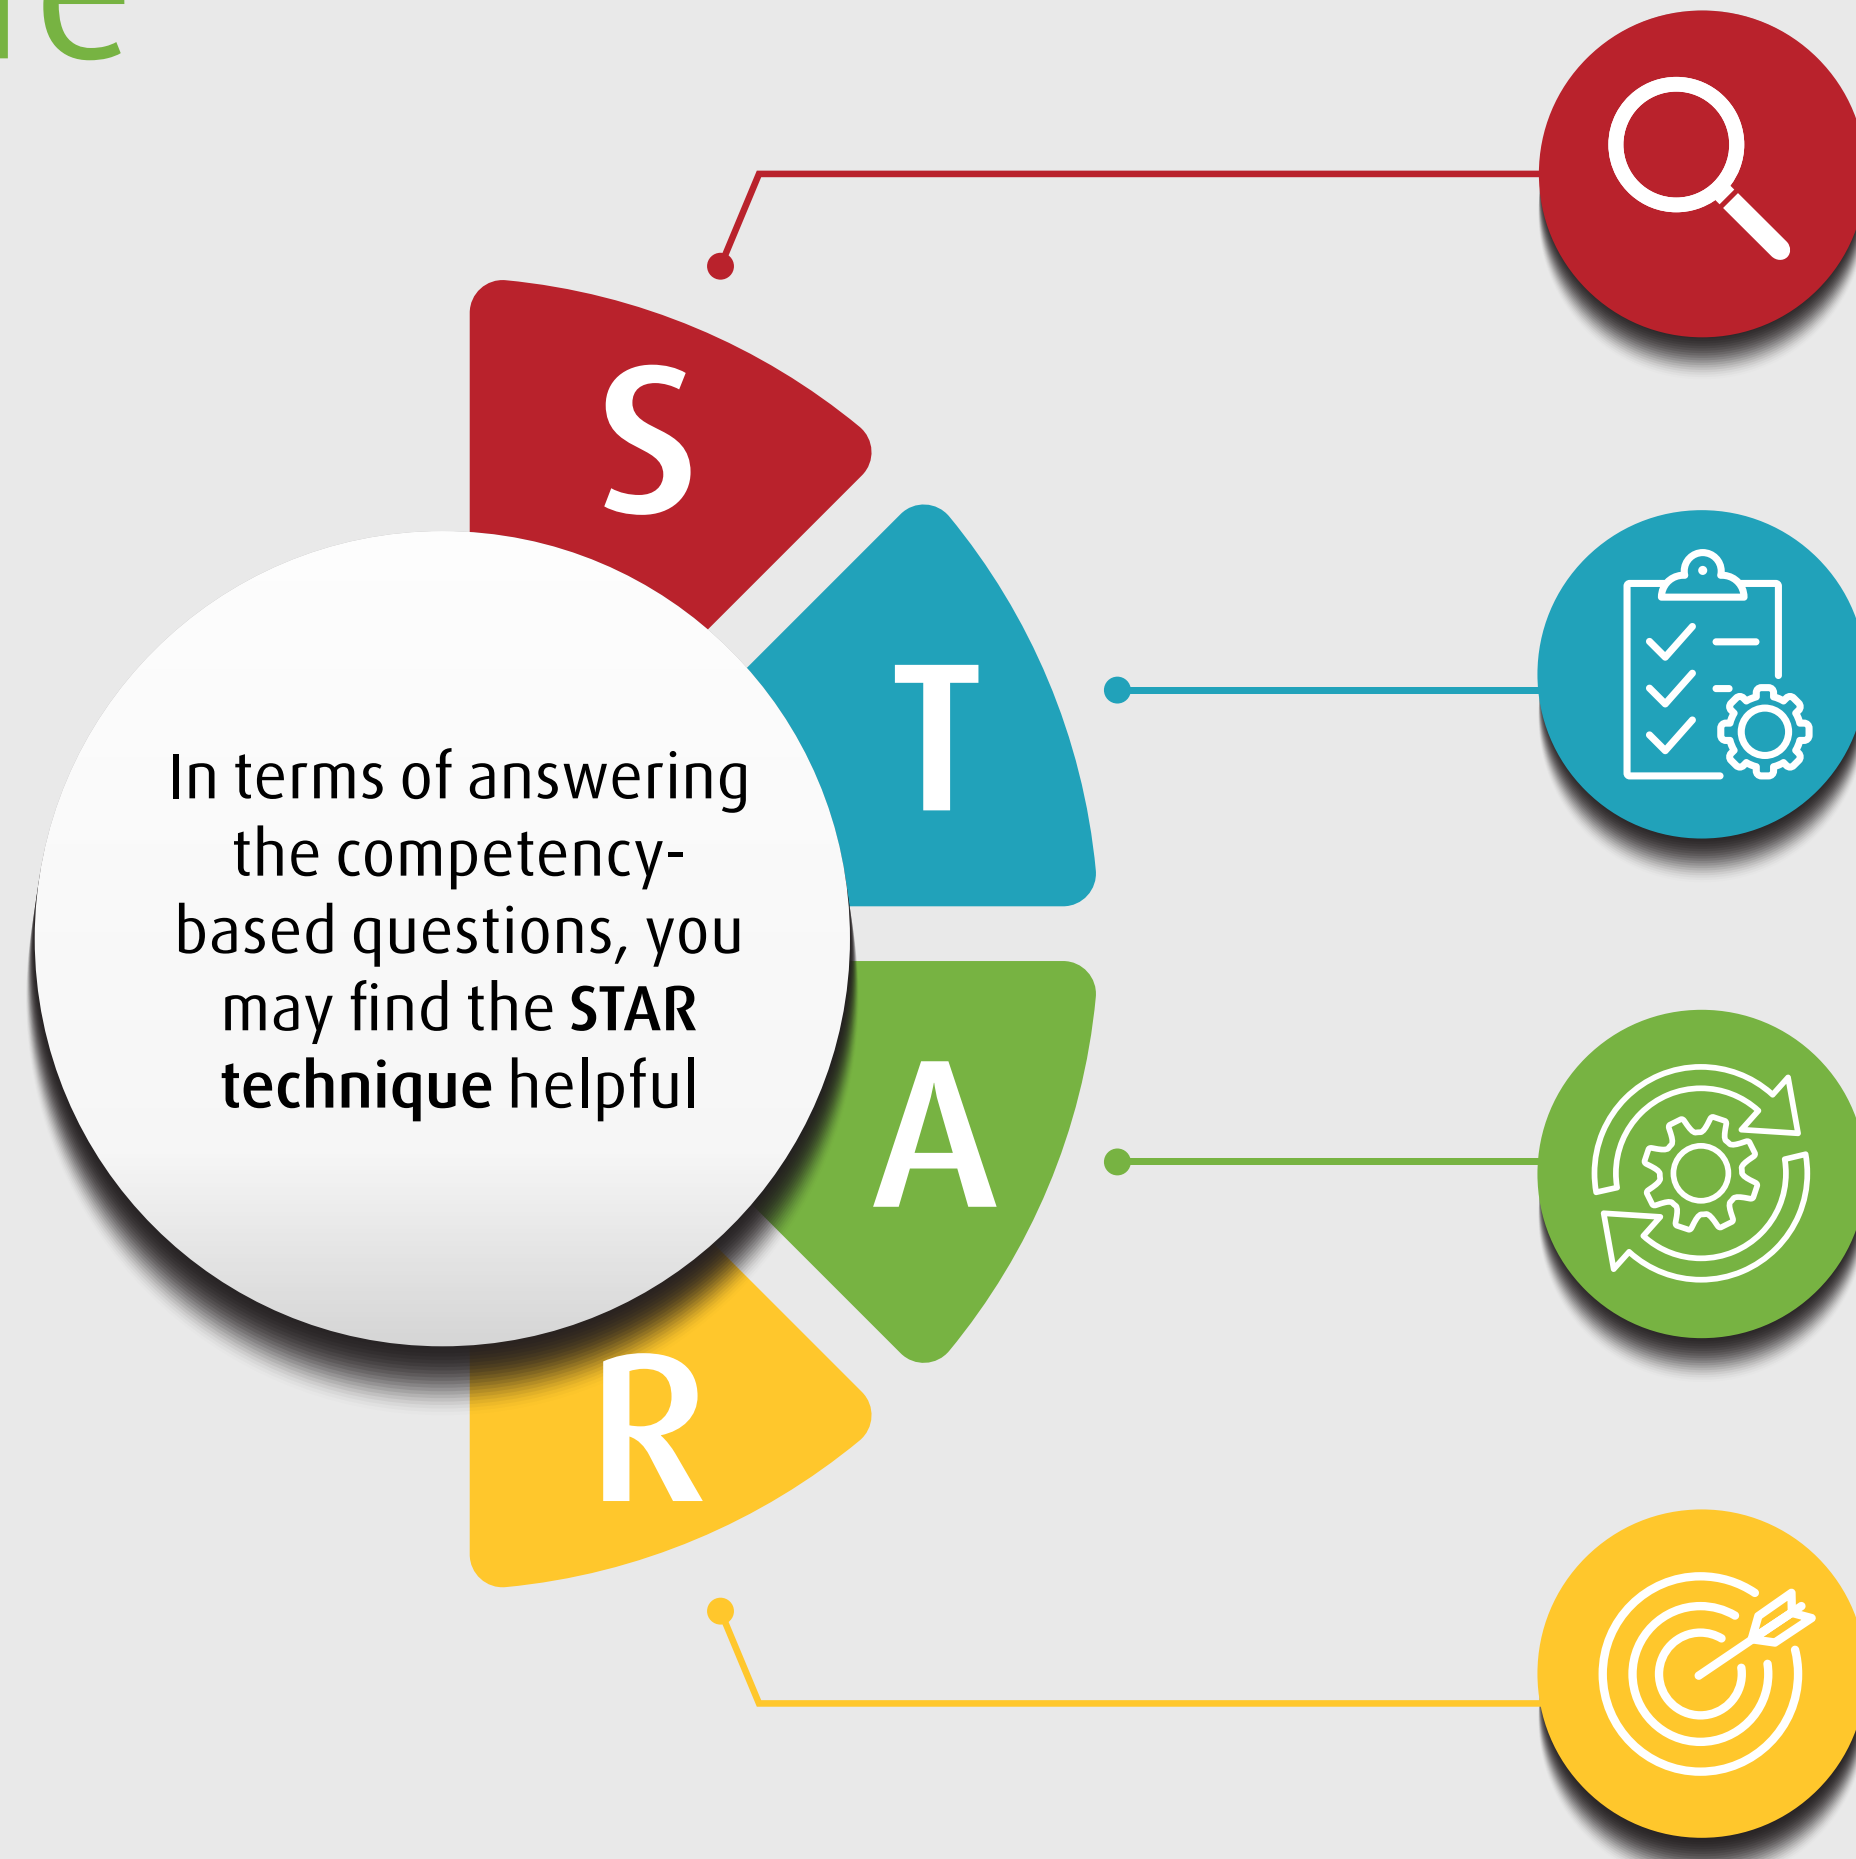 S
T
In terms of answering
the competency-
based questions, you
may find the STAR
technique helpful
A
R